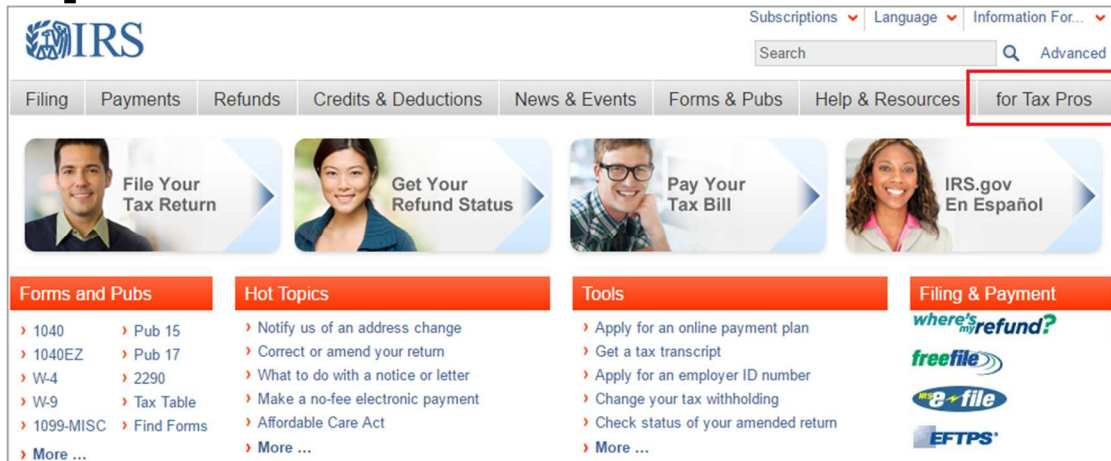 Subscriptions Language Information For...
IRS
Search Advanced
Filing Payments Refunds Credits & Deductions News & Events Forms & Pubs Help & Resources for Tax Pros
File Your
Tax Return
Get Your
Refund Status
Pay Your
Tax Bill
IRS.gov
En Español
Forms and Pubs
1040
1040EZ
W-4
W-9
1099-MISC
Pub 15
Pub 17
2290
Tax Table
Find Forms
More ...
Hot Topics
Notify us of an address change
Correct or amend your return
What to do with a notice or letter
Make a no-fee electronic payment
Affordable Care Act
More ...
Tools
Apply for an online payment plan
Get a tax transcript
Apply for an employer ID number
Change your tax withholding
Check status of your amended return
More ...
Filing & Payment
where's my refund?
freefile
IRS e-file
EFTPS